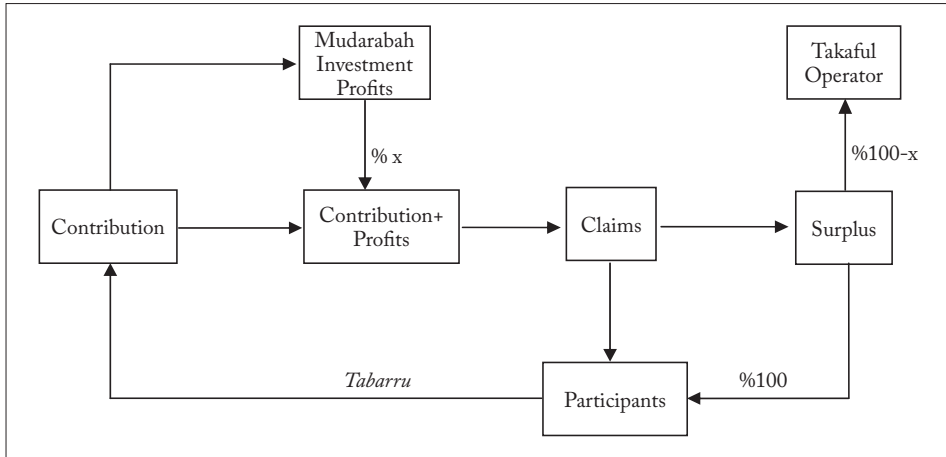 Mudarabah
Investment
Profits
Takaful
Operator
% x
%100-x
Contribution
Contribution+
Profits
Claims
Surplus
Tabarru
Participants
%100